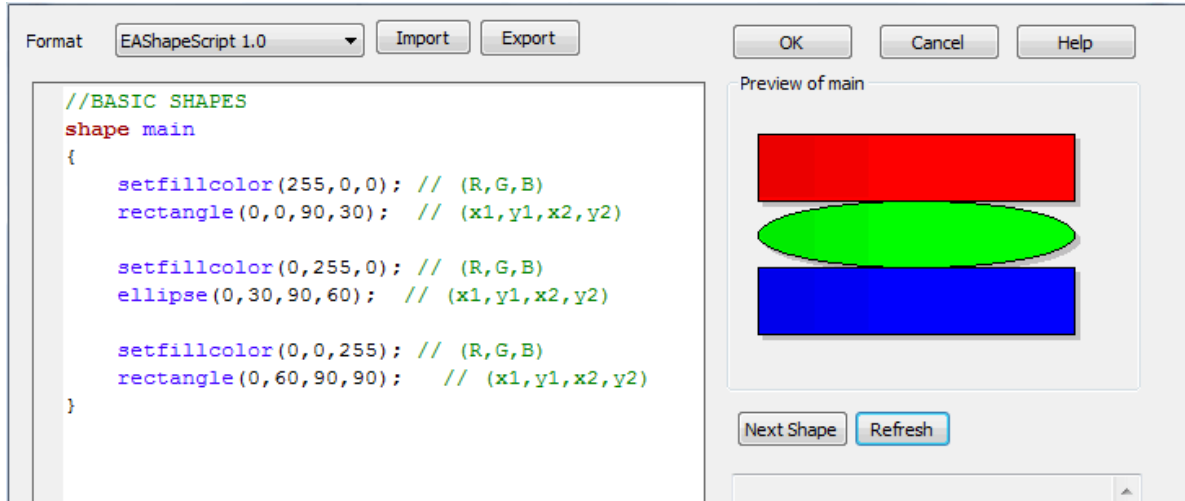 Format EAShapeScript 1.0 Import Export OK Cancel Help
//BASIC SHAPES
shape main
{
setfillcolor(255,0,0); // (R,G,B)
rectangle(0,0,90,30); // (x1,y1,x2,y2)
setfillcolor(0,255,0); // (R,G,B)
ellipse(0,30,90,60); // (x1,y1,x2,y2)
setfillcolor(0,0,255); // (R,G,B)
rectangle(0,60,90,90); // (x1,y1,x2,y2)
}
Preview of main
Next Shape Refresh